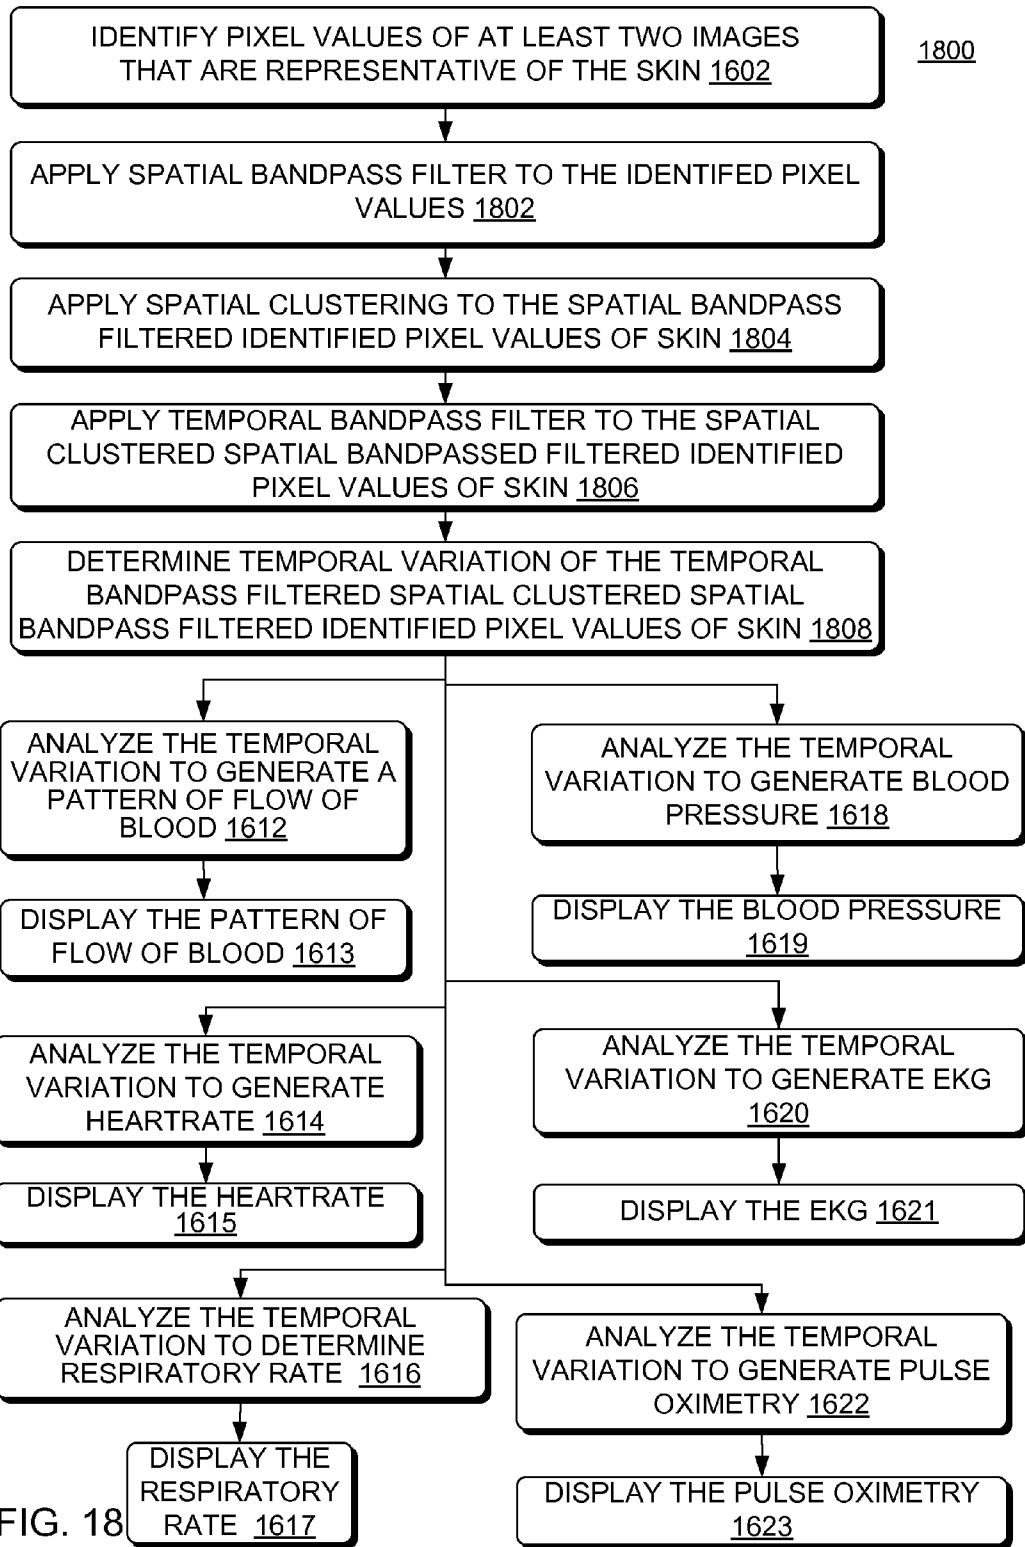 IDENTIFY PIXEL VALUES OF AT LEAST TWO IMAGES
THAT ARE REPRESENTATIVE OF THE SKIN 1602
1800
APPLY SPATIAL BANDPASS FILTER TO THE IDENTIFED PIXEL
VALUES 1802
APPLY SPATIAL CLUSTERING TO THE SPATIAL BANDPASS
FILTERED IDENTIFIED PIXEL VALUES OF SKIN 1804
APPLY TEMPORAL BANDPASS FILTER TO THE SPATIAL
CLUSTERED SPATIAL BANDPASSED FILTERED IDENTIFIED
PIXEL VALUES OF SKIN 1806
DETERMINE TEMPORAL VARIATION OF THE TEMPORAL
BANDPASS FILTERED SPATIAL CLUSTERED SPATIAL
BANDPASS FILTERED IDENTIFIED PIXEL VALUES OF SKIN 1808
ANALYZE THE TEMPORAL
VARIATION TO GENERATE A
PATTERN OF FLOW OF
BLOOD 1612
ANALYZE THE TEMPORAL
VARIATION TO GENERATE BLOOD
PRESSURE 1618
DISPLAY THE PATTERN OF
FLOW OF BLOOD 1613
DISPLAY THE BLOOD PRESSURE
1619
ANALYZE THE TEMPORAL
VARIATION TO GENERATE
HEARTRATE 1614
ANALYZE THE TEMPORAL
VARIATION TO GENERATE EKG
1620
DISPLAY THE HEARTRATE
1615
DISPLAY THE EKG 1621
ANALYZE THE TEMPORAL
VARIATION TO DETERMINE
RESPIRATORY RATE 1616
ANALYZE THE TEMPORAL
VARIATION TO GENERATE PULSE
OXIMETRY 1622
DISPLAY THE
RESPIRATORY
RATE 1617
DISPLAY THE PULSE OXIMETRY
1623
FIG. 18